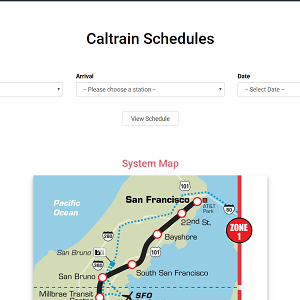 Caltrain Schedules
Arrival
Date
-- Please choose a station --
-- Select Date --
View Schedule
System Map
101
San Francisco
Pacific
Ocean
AT&T
Park
80
22nd St.
280
101
ZONE
1
Bayshore
San Bruno
280
South San Francisco
San Bruno
Millbrae Transit
SFO